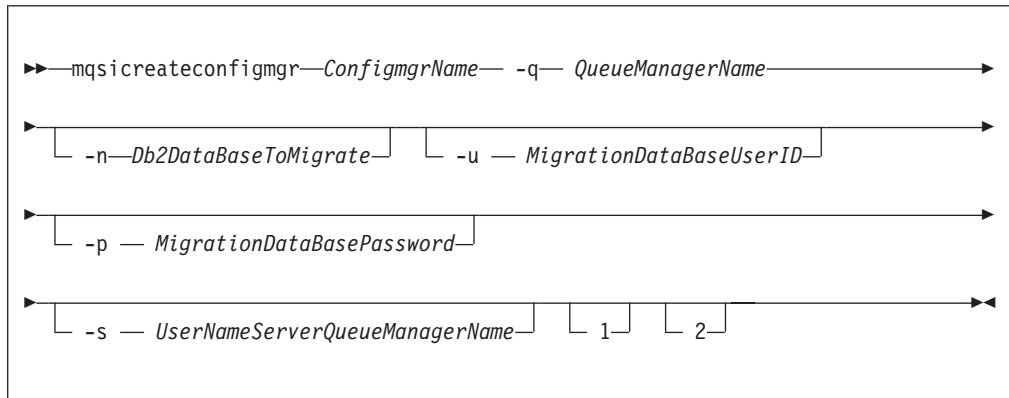 mqsicreateconfigmgr ConfigmgrName -q QueueManagerName
-n Db2DataBaseToMigrate -u MigrationDataBaseUserID
-p MigrationDataBasePassword
-s UserNameServerQueueManagerName 1 2